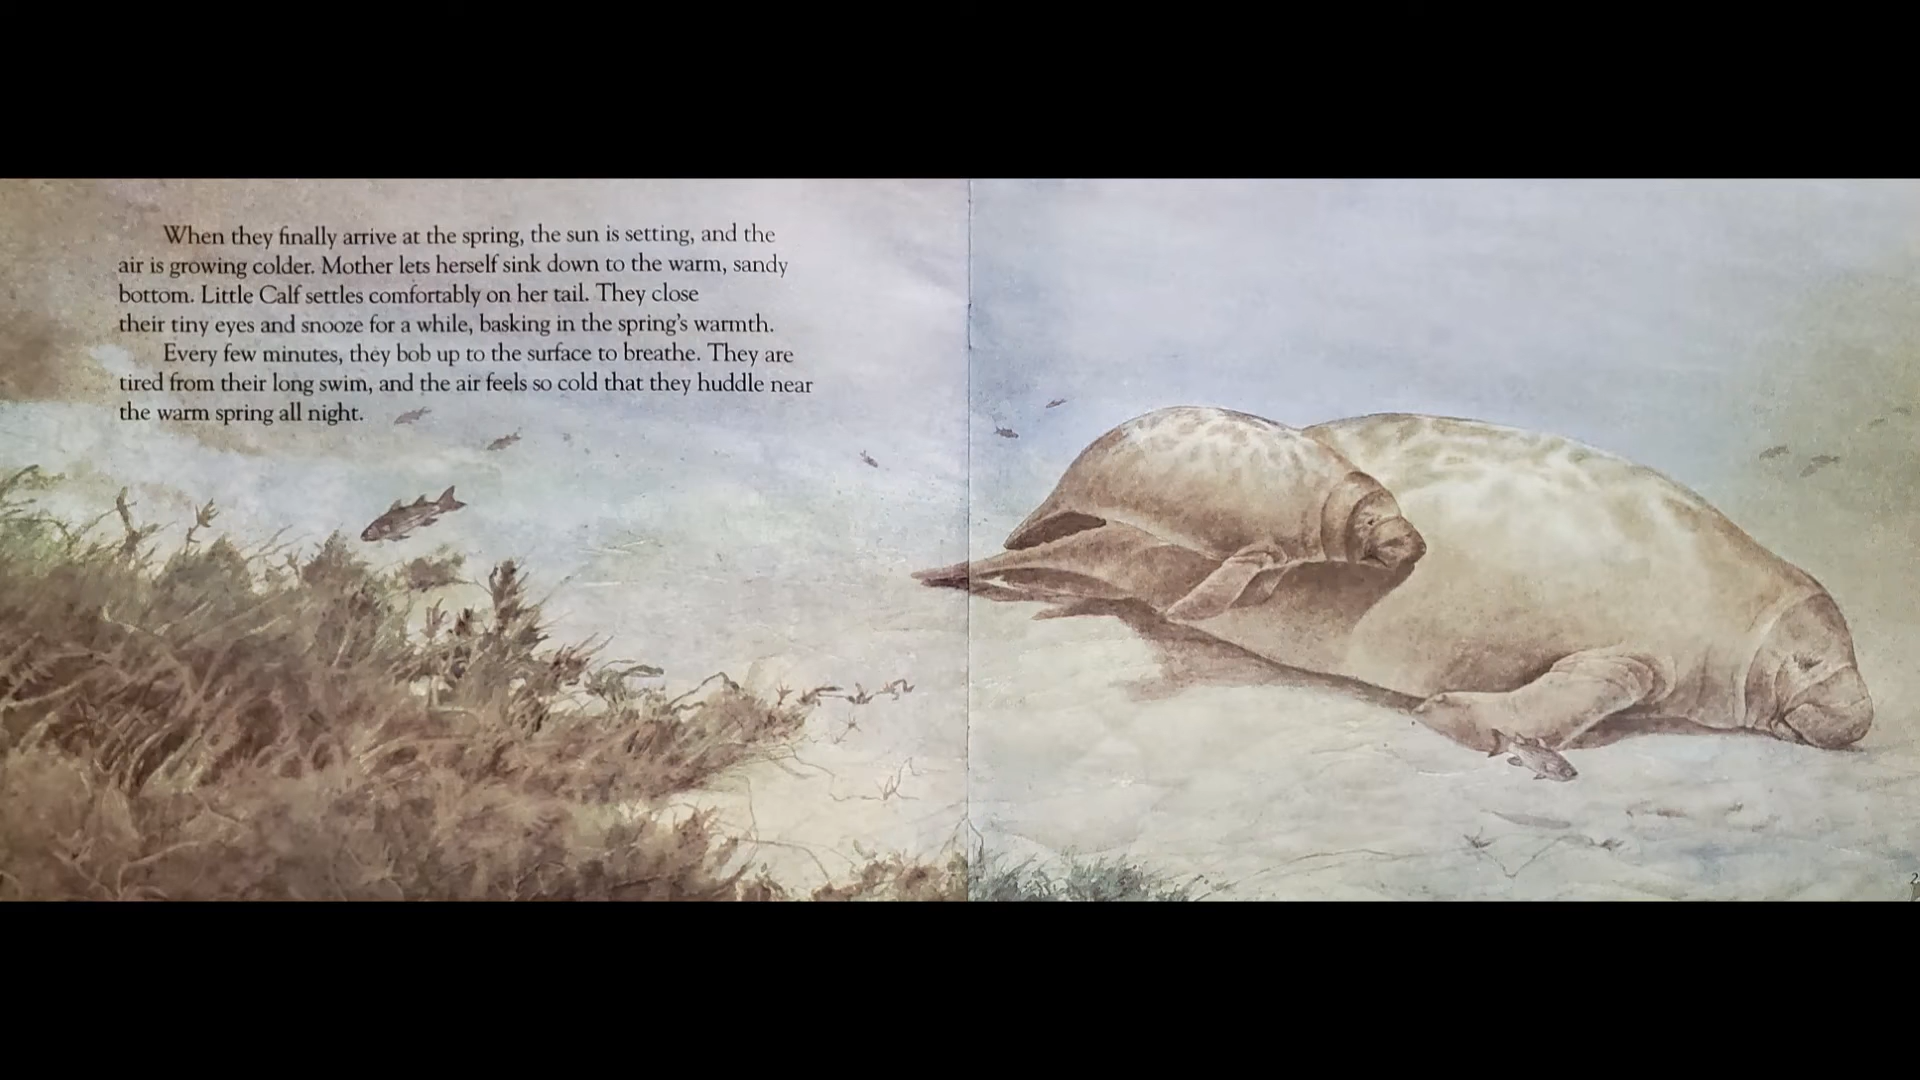 When they finally arrive at the spring, the sun is setting, and the
air is growing colder. Mother lets herself sink down to the warm, sandy
bottom. Little Calf settles comfortably on her tail. They close
their tiny eyes and snooze for a while, basking in the spring's warmth.
Every few minutes, they bob up to the surface to breathe. They are
tired from their long swim, and the air feels so cold that they huddle near
the warm spring all night.